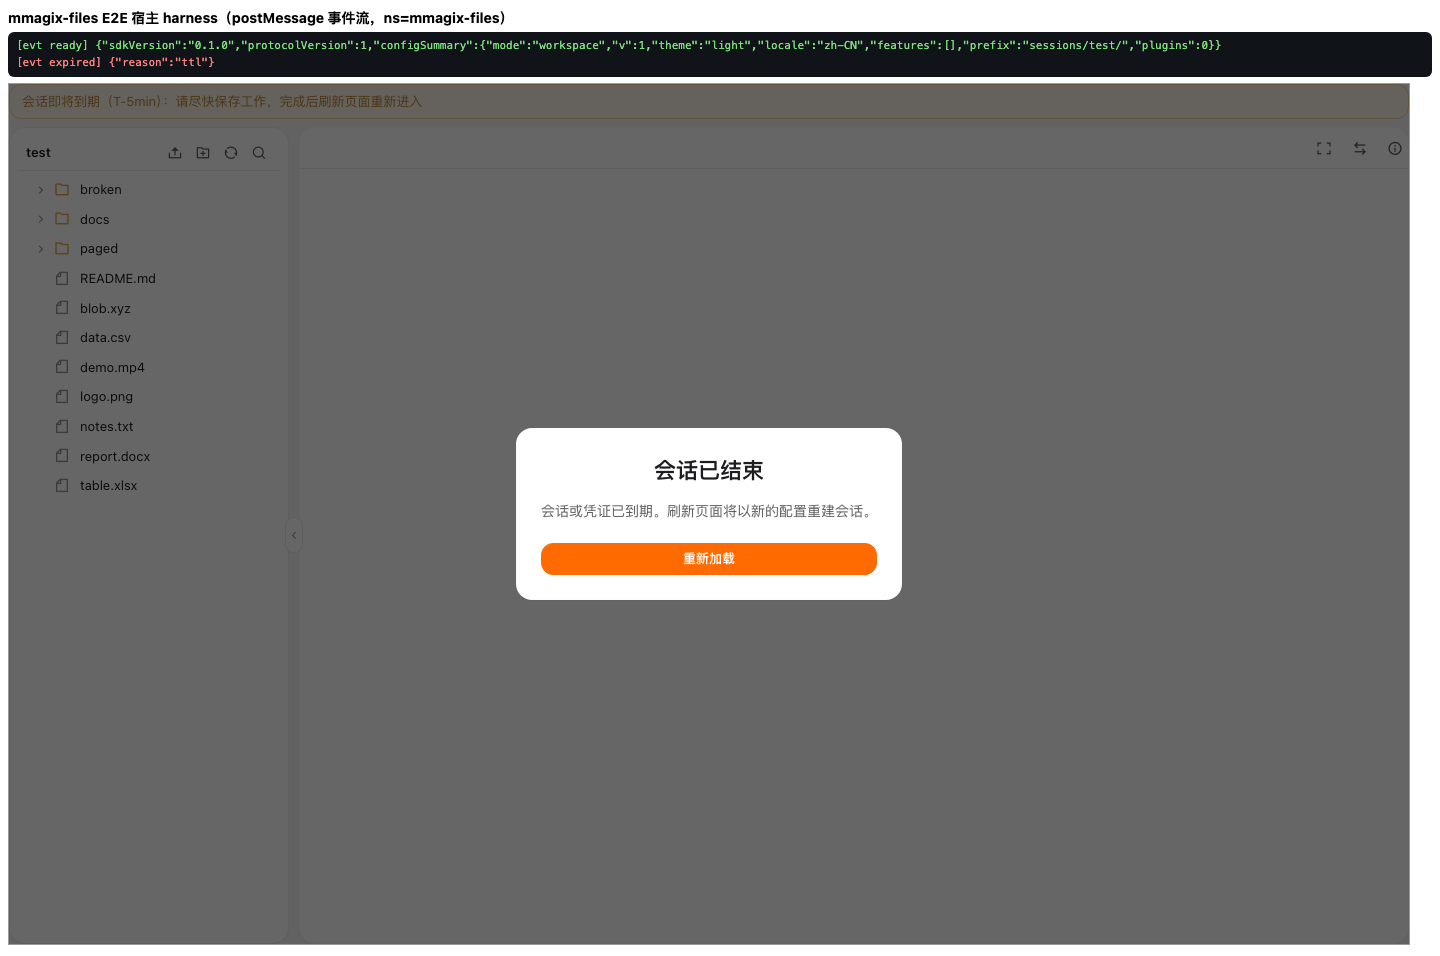 mmagix-files E2E 宿主 harness（postMessage 事件流，ns=mmagix-files）
[evt ready] {"sdkVersion":"0.1.0","protocolVersion":1,"configSummary":{"mode":"workspace","v":1,"theme":"light","locale":"zh-CN","features":[],"prefix":"sessions/test/","plugins":0}}
[evt expired] {"reason":"ttl"}
会话即将到期（T-5min）：请尽快保存工作，完成后刷新页面重新进入
test
broken
docs
paged
README.md
blob.xyz
data.csv
demo.mp4
logo.png
notes.txt
report.docx
table.xlsx
会话已结束
会话或凭证已到期。刷新页面将以新的配置重建会话。
重新加载